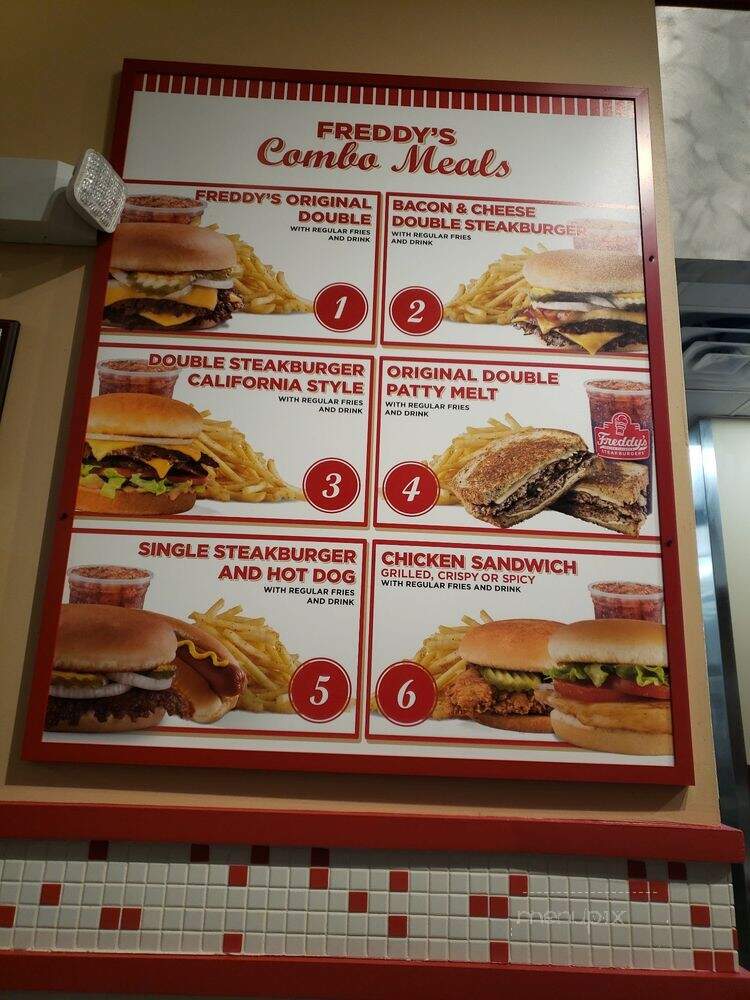 FREDDY'S
Combo Meals
FREDDY'S ORIGINAL
DOUBLE
WITH REGULAR FRIES
AND DRINK
1
BACON & CHEESE
DOUBLE STEAKBURGER
WITH REGULAR FRIES
AND DRINK
2
DOUBLE STEAKBURGER
CALIFORNIA STYLE
WITH REGULAR FRIES
AND DRINK
3
ORIGINAL DOUBLE
PATTY MELT
WITH REGULAR FRIES
AND DRINK
4
Freddy's
STEAKBURGERS
SINGLE STEAKBURGER
AND HOT DOG
WITH REGULAR FRIES
AND DRINK
5
CHICKEN SANDWICH
GRILLED, CRISPY OR SPICY
WITH REGULAR FRIES AND DRINK
6
menupix